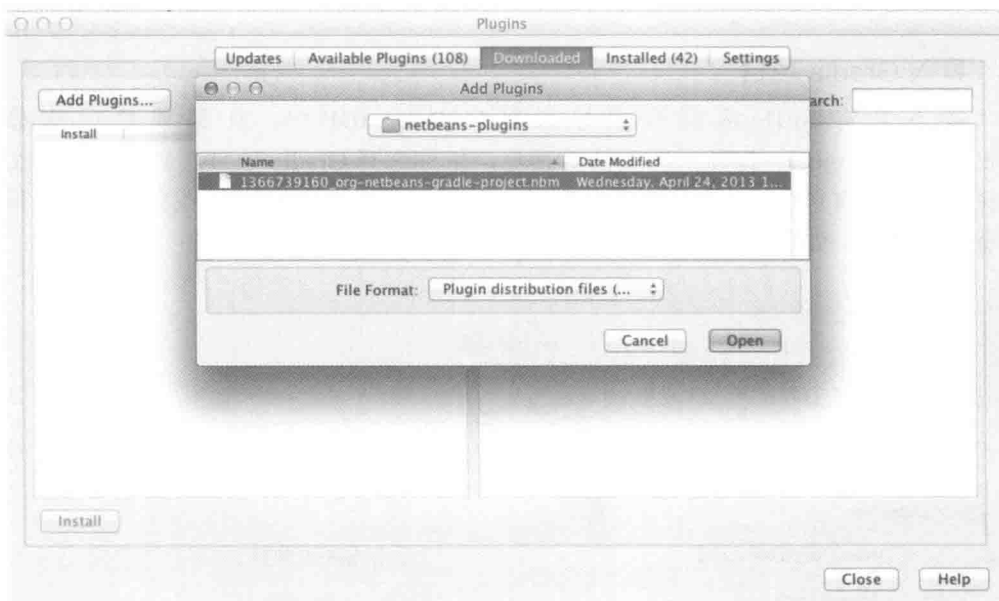 Plugins
Updates Available Plugins (108) Downloaded Installed (42) Settings
Add Plugins...
Add Plugins
arch:
netbeans-plugins
Install
Name Date Modified
1366739160_org-netbeans-gradle-project.nbm Wednesday, April 24, 2013 1...
File Format: Plugin distribution files (...
Cancel Open
Install
Close Help